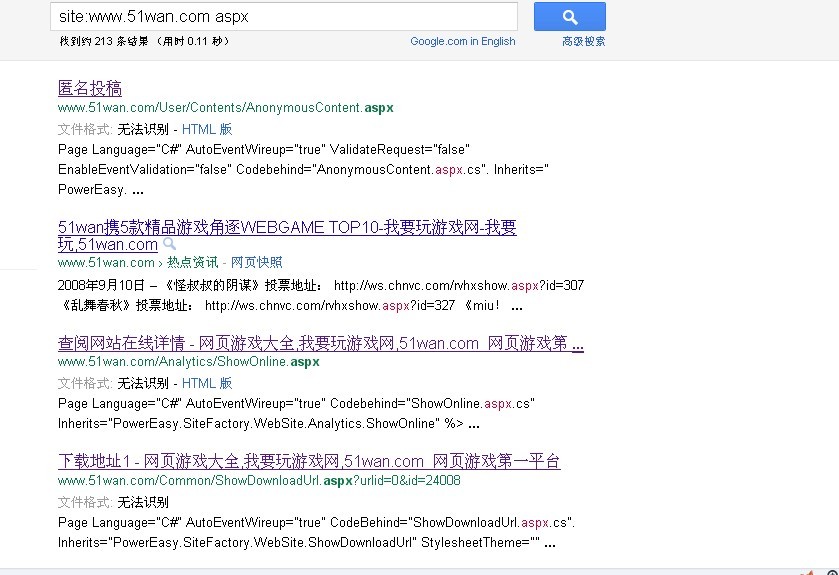 site:www.51wan.com aspx
找到约 213 条结果 （用时 0.11 秒）
Google.com in English
高级搜索
匿名投稿
www.51wan.com/User/Contents/AnonymousContent.aspx
文件格式: 无法识别 - HTML 版
Page Language="C#" AutoEventWireup="true" ValidateRequest="false"
EnableEventValidation="false" Codebehind="AnonymousContent.aspx.cs". Inherits="
PowerEasy. ...
51wan携5款精品游戏角逐WEBGAME TOP10-我要玩游戏网-我要
玩,51wan.com
www.51wan.com › 热点资讯 - 网页快照
2008年9月10日 – 《怪叔叔的阴谋》投票地址： http://ws.chnvc.com/rvhxshow.aspx?id=307
《乱舞春秋》投票地址： http://ws.chnvc.com/rvhxshow.aspx?id=327 《miu！ ...
查阅网站在线详情 - 网页游戏大全,我要玩游戏网,51wan.com_网页游戏第 ...
www.51wan.com/Analytics/ShowOnline.aspx
文件格式: 无法识别 - HTML 版
Page Language="C#" AutoEventWireup="true" Codebehind="ShowOnline.aspx.cs"
Inherits="PowerEasy.SiteFactory.WebSite.Analytics.ShowOnline" %> ...
下载地址1 - 网页游戏大全,我要玩游戏网,51wan.com_网页游戏第一平台
www.51wan.com/Common/ShowDownloadUrl.aspx?urlid=0&id=24008
文件格式: 无法识别
Page Language="C#" AutoEventWireup="true" CodeBehind="ShowDownloadUrl.aspx.cs".
Inherits="PowerEasy.SiteFactory.WebSite.ShowDownloadUrl" StylesheetTheme="" ...